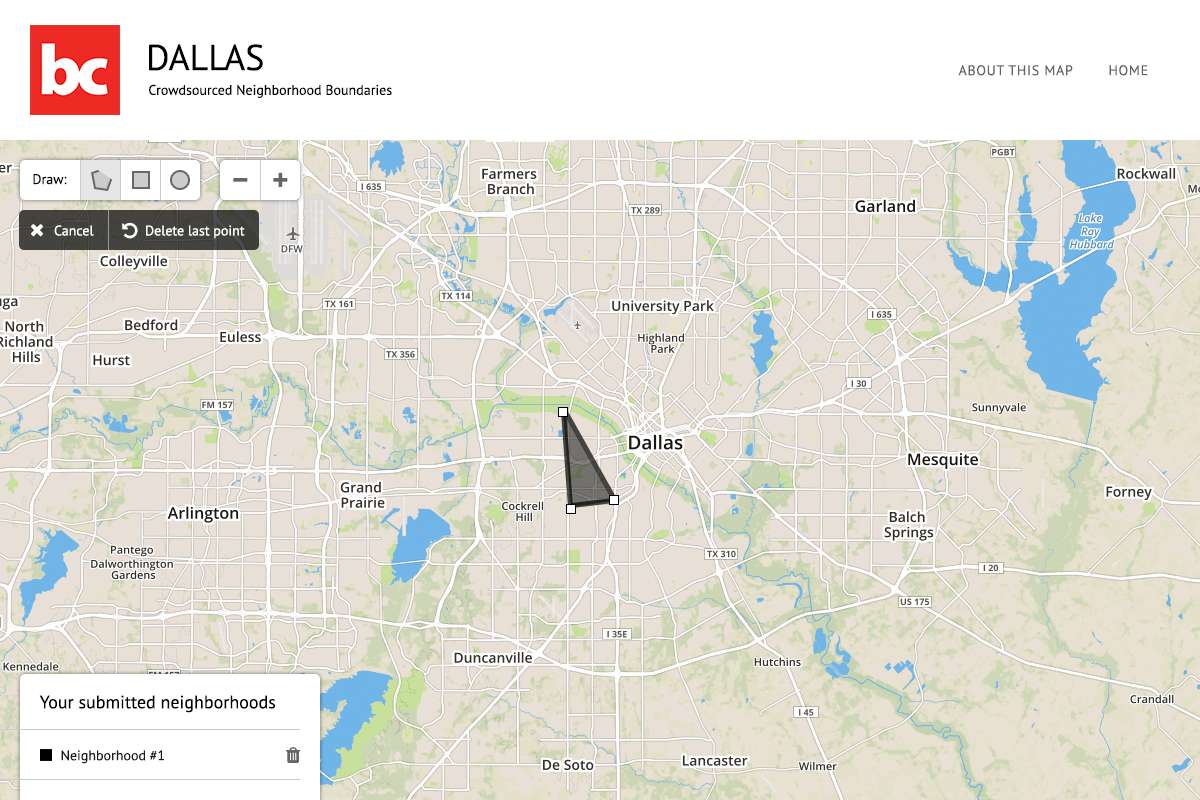 bc
DALLAS
Crowdsourced Neighborhood Boundaries
ABOUT THIS MAP
HOME
Draw:
Cancel
Delete last point
I 635
Farmers
Branch
PGBT
Rockwall
TX 289
Garland
Lake
Ray
Hubbard
DFW
Colleyville
TX 161
TX 114
University Park
I 635
North
Richland
Hills
Bedford
Euless
Hurst
TX 356
Highland
Park
I 30
FM 157
Sunnyvale
Dallas
Mesquite
Grand
Prairie
Arlington
Cockrell
Hill
Forney
Balch
Springs
Pantego
Dalworthington
Gardens
TX 310
I 20
US 175
I 35E
Duncanville
Hutchins
Kennedale
FM 157
Your submitted neighborhoods
Neighborhood #1
Crandall
I 45
De Soto
Lancaster
Wilmer